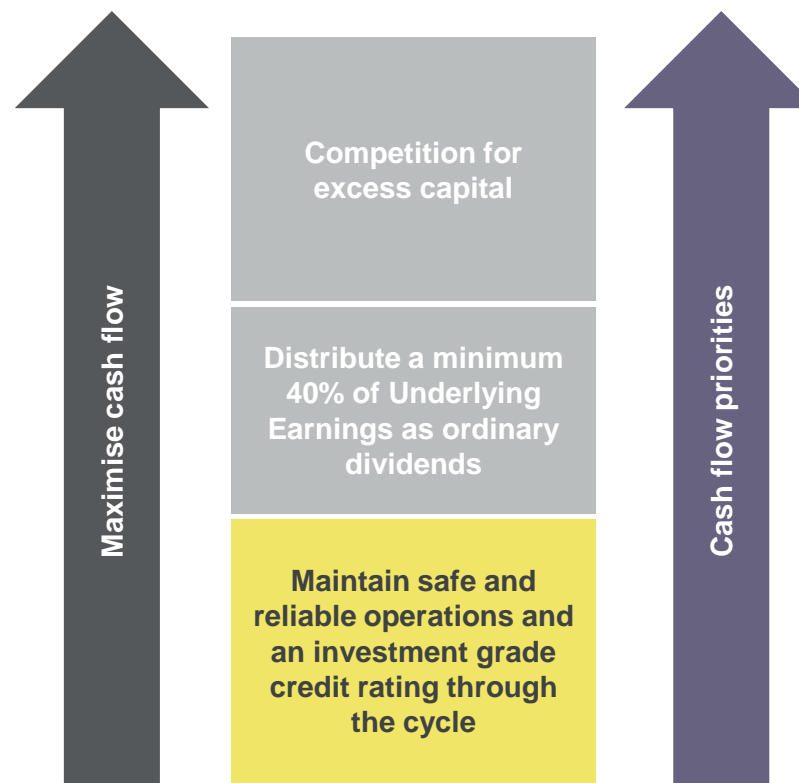 Maximise cash flow
Competition for
excess capital
Distribute a minimum
40% of Underlying
Earnings as ordinary
dividends
Maintain safe and
reliable operations and
an investment grade
credit rating through
the cycle
Cash flow priorities